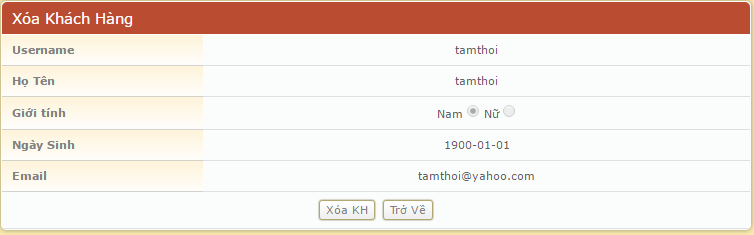 Xóa Khách Hàng
Username tamthoi
Họ Tên tamthoi
Giới tính Nam Nữ
Ngày Sinh 1900-01-01
Email tamthoi@yahoo.com
Xóa KH Trở Về